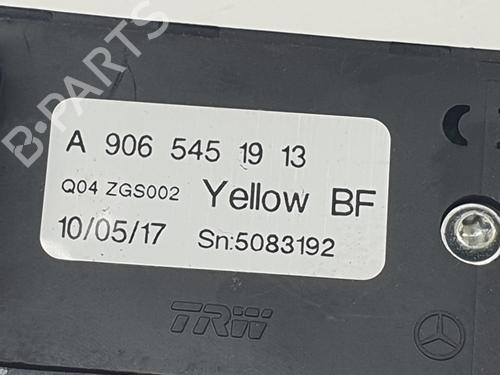 B-PARTS
A 906 545 19 13
Q04 ZGS002 Yellow BF
10/05/17 Sn:5083192
TRW